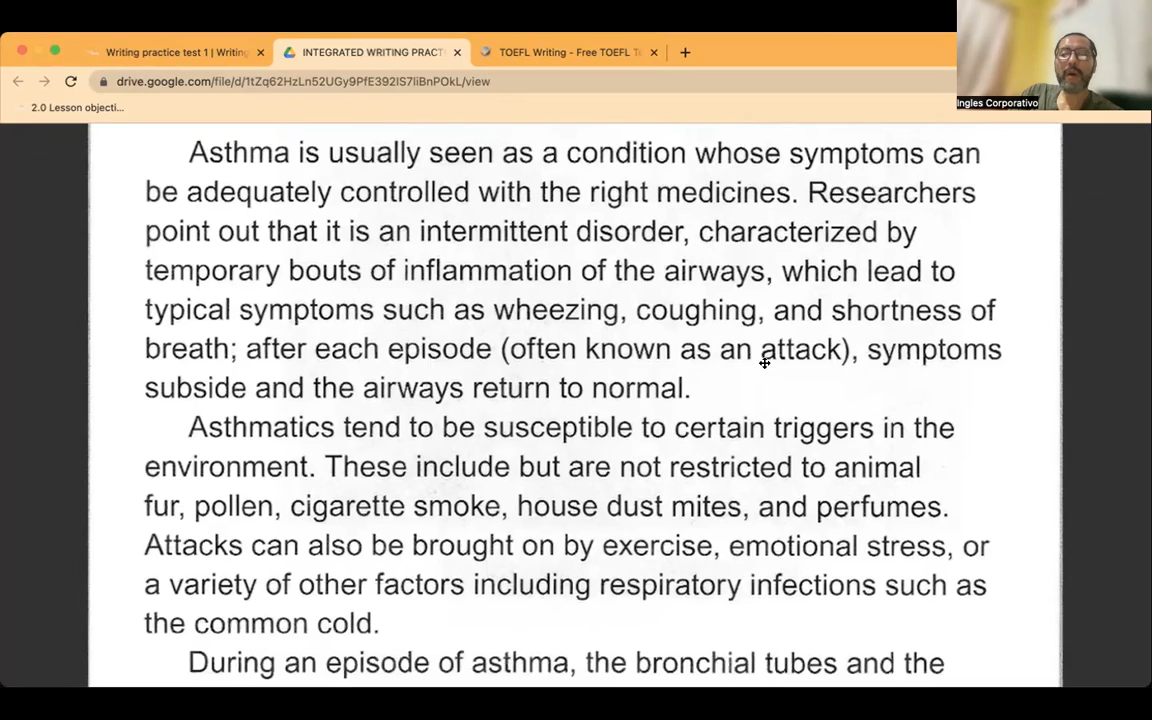 Writing practice test 1 | Writing
INTEGRATED WRITING PRACT
TOEFL Writing - Free TOEFL T
drive.google.com/file/d/1tZq62HzLn52UGy9PfE392IS7liBnPOkL/view
2.0 Lesson objecti...
Ingles Corporativo
Asthma is usually seen as a condition whose symptoms can
be adequately controlled with the right medicines. Researchers
point out that it is an intermittent disorder, characterized by
temporary bouts of inflammation of the airways, which lead to
typical symptoms such as wheezing, coughing, and shortness of
breath; after each episode (often known as an attack), symptoms
subside and the airways return to normal.
Asthmatics tend to be susceptible to certain triggers in the
environment. These include but are not restricted to animal
fur, pollen, cigarette smoke, house dust mites, and perfumes.
Attacks can also be brought on by exercise, emotional stress, or
a variety of other factors including respiratory infections such as
the common cold.
During an episode of asthma, the bronchial tubes and the